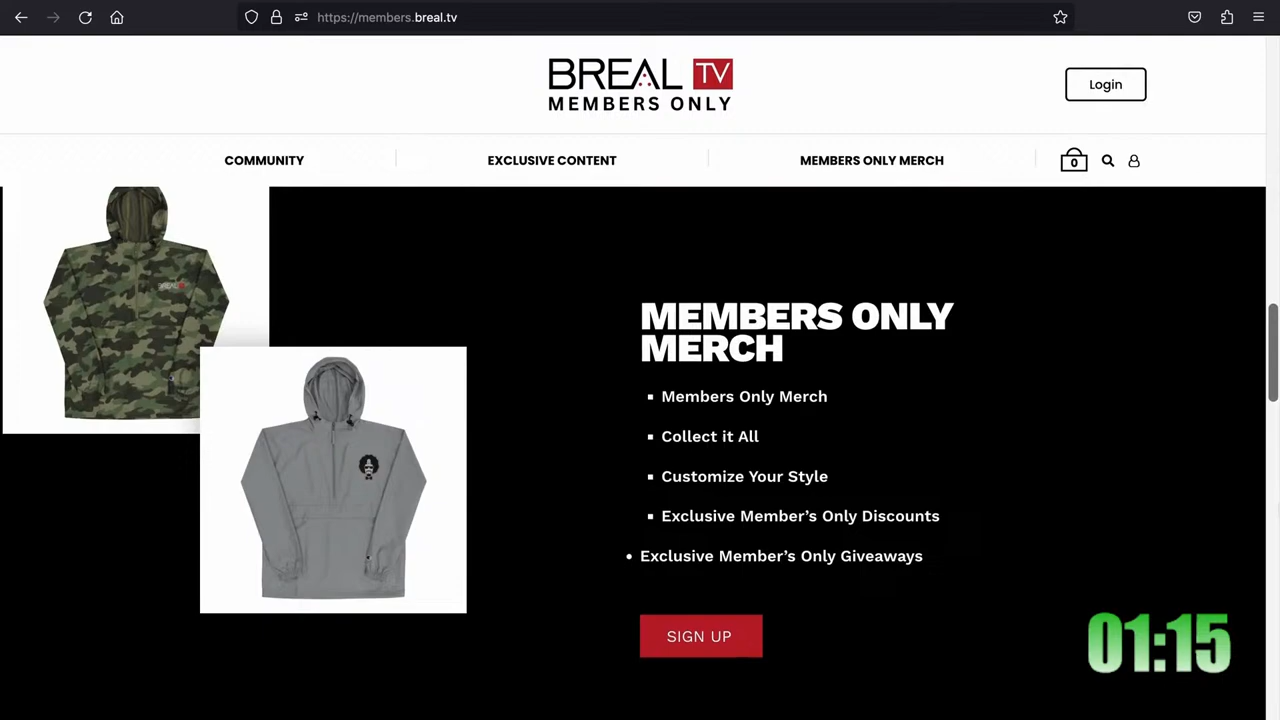 https://members.breal.tv
BREAL TV
MEMBERS ONLY
Login
COMMUNITY
EXCLUSIVE CONTENT
MEMBERS ONLY MERCH
0
BREAL TV
MEMBERS ONLY
MERCH
▪ Members Only Merch
▪ Collect it All
▪ Customize Your Style
▪ Exclusive Member’s Only Discounts
• Exclusive Member’s Only Giveaways
SIGN UP
01:15